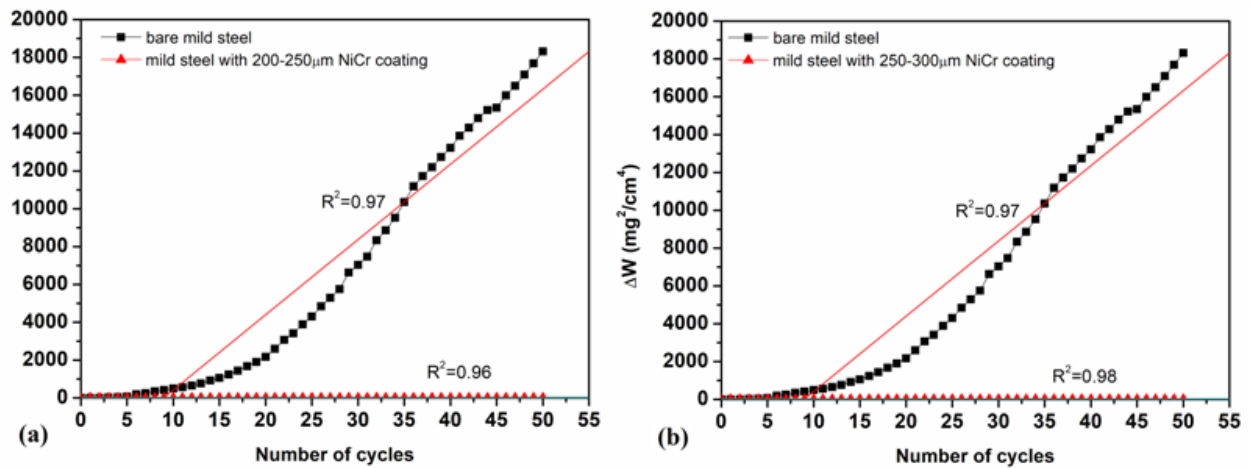 20000
18000
16000
14000
12000
10000
8000
6000
4000
2000
0
bare mild steel
mild steel with 200-250μm NiCr coating
R²=0.97
R²=0.96
0 5 10 15 20 25 30 35 40 45 50 55
(a)
Number of cycles
20000
18000
16000
14000
12000
10000
8000
6000
4000
2000
0
ΔW (mg²/cm⁴)
bare mild steel
mild steel with 250-300μm NiCr coating
R²=0.97
R²=0.98
0 5 10 15 20 25 30 35 40 45 50 55
(b)
Number of cycles